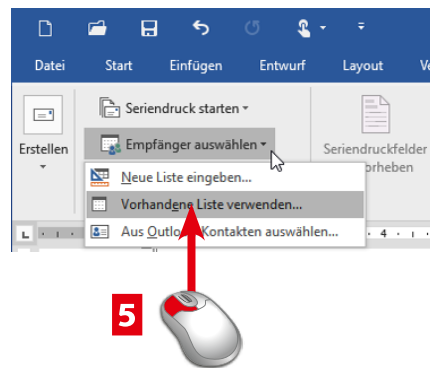 Datei Start Einfügen Entwurf Layout
Seriendruck starten
Erstellen Empfänger auswählen Seriendruckfelder
Neue Liste eingeben...
Vorhandene Liste verwenden...
Aus Kontakten auswählen...
4
5